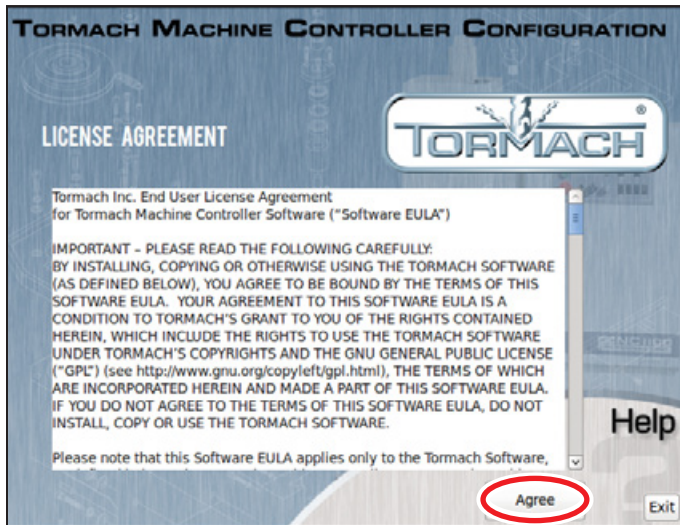 TORMACH MACHINE CONTROLLER CONFIGURATION
LICENSE AGREEMENT
TORMACH ®
Tormach Inc. End User License Agreement
for Tormach Machine Controller Software ("Software EULA")
IMPORTANT – PLEASE READ THE FOLLOWING CAREFULLY:
BY INSTALLING, COPYING OR OTHERWISE USING THE TORMACH SOFTWARE
(AS DEFINED BELOW), YOU AGREE TO BE BOUND BY THE TERMS OF THIS
SOFTWARE EULA.  YOUR AGREEMENT TO THIS SOFTWARE EULA IS A
CONDITION TO TORMACH'S GRANT TO YOU OF THE RIGHTS CONTAINED
HEREIN, WHICH INCLUDE THE RIGHTS TO USE THE TORMACH SOFTWARE
UNDER TORMACH'S COPYRIGHTS AND THE GNU GENERAL PUBLIC LICENSE
("GPL") (see http://www.gnu.org/copyleft/gpl.html), THE TERMS OF WHICH
ARE INCORPORATED HEREIN AND MADE A PART OF THIS SOFTWARE EULA.
IF YOU DO NOT AGREE TO THE TERMS OF THIS SOFTWARE EULA, DO NOT
INSTALL, COPY OR USE THE TORMACH SOFTWARE.
Please note that this Software EULA applies only to the Tormach Software,
Help
Agree
Exit